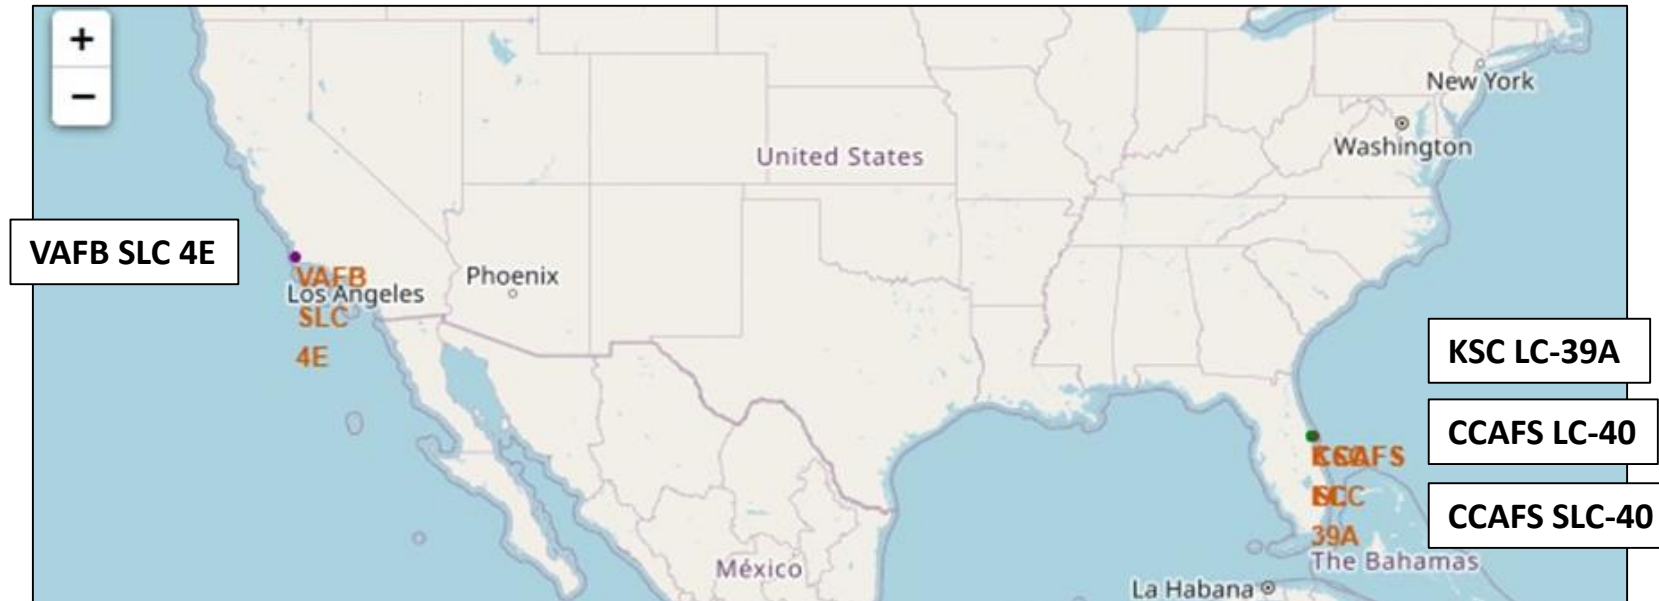 +
−
New York
Washington
United States
VAFB SLC 4E
Phoenix
VAFB
Los Angeles
SLC
4E
KSC LC-39A
CCAFS LC-40
CCAFS SLC-40
39A
The Bahamas
México
La Habana